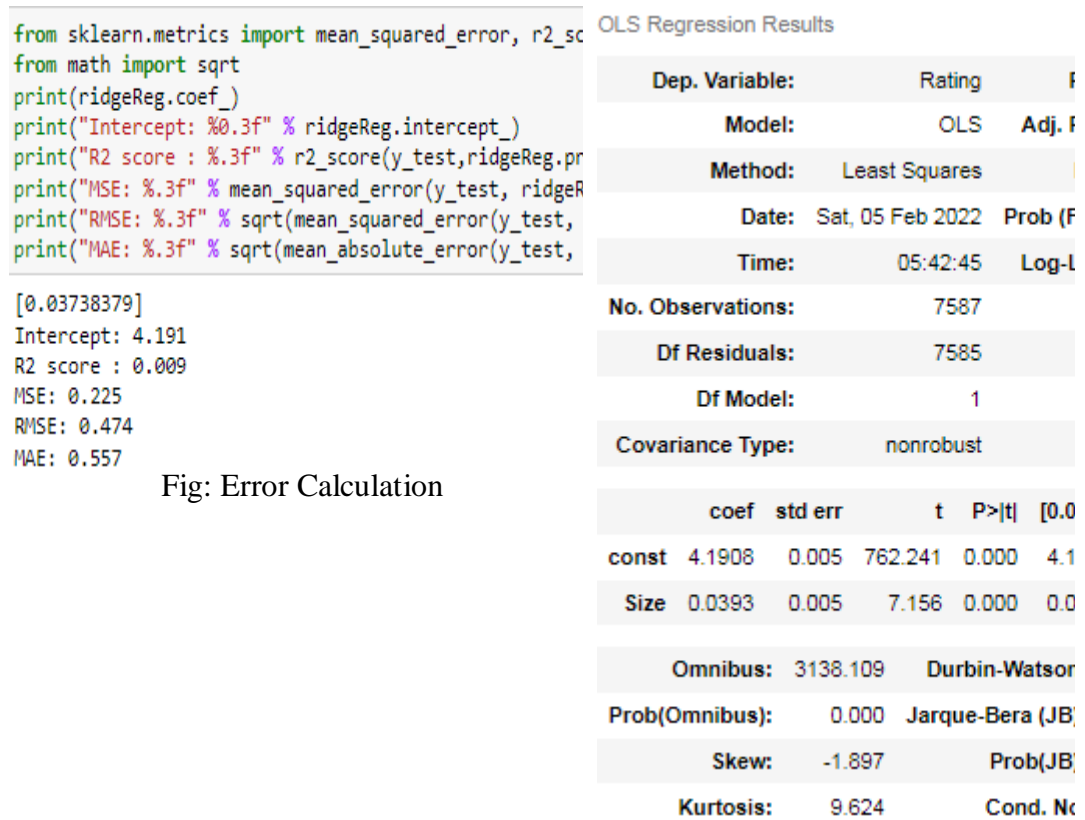 from sklearn.metrics import mean_squared_error, r2_sc
from math import sqrt
print(ridgeReg.coef_)
print("Intercept: %0.3f" % ridgeReg.intercept_)
print("R2 score : %.3f" % r2_score(y_test,ridgeReg.pr
print("MSE: %.3f" % mean_squared_error(y_test, ridgeR
print("RMSE: %.3f" % sqrt(mean_squared_error(y_test,
print("MAE: %.3f" % sqrt(mean_absolute_error(y_test,
[0.03738379]
Intercept: 4.191
R2 score : 0.009
MSE: 0.225
RMSE: 0.474
MAE: 0.557
Fig: Error Calculation
OLS Regression Results
Dep. Variable: Rating
Model: OLS Adj.
Method: Least Squares
Date: Sat, 05 Feb 2022 Prob (F
Time: 05:42:45 Log-L
No. Observations: 7587
Df Residuals: 7585
Df Model: 1
Covariance Type: nonrobust
coef std err t P>|t| [0.0
const 4.1908 0.005 762.241 0.000 4.1
Size 0.0393 0.005 7.156 0.000 0.0
Omnibus: 3138.109 Durbin-Watson
Prob(Omnibus): 0.000 Jarque-Bera (JB)
Skew: -1.897 Prob(JB)
Kurtosis: 9.624 Cond. No